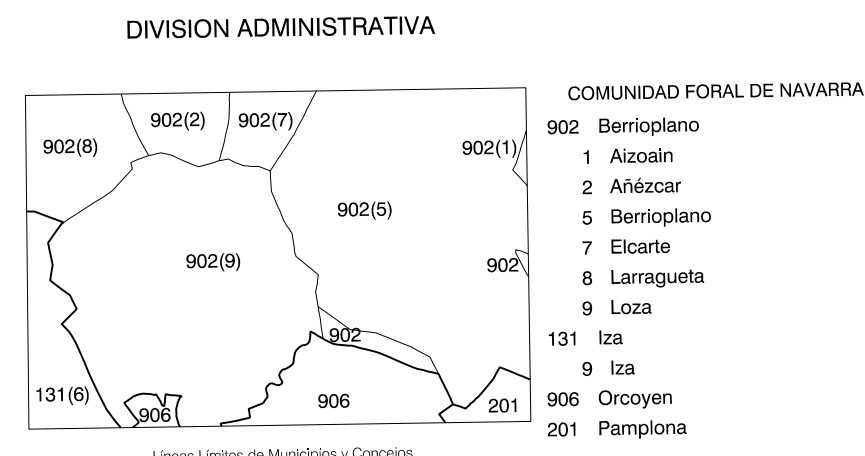 DIVISION ADMINISTRATIVA
902(8)
902(2)
902(7)
902(1)
902(5)
902(9)
902
902
131(6)
906
906
201
COMUNIDAD FORAL DE NAVARRA
902 Berrioplano
1 Aizoain
2 Añézcar
5 Berrioplano
7 Elcarte
8 Larragueta
9 Loza
131 Iza
9 Iza
906 Orcoyen
201 Pamplona
Líneas Límites de Municipios y Concejos